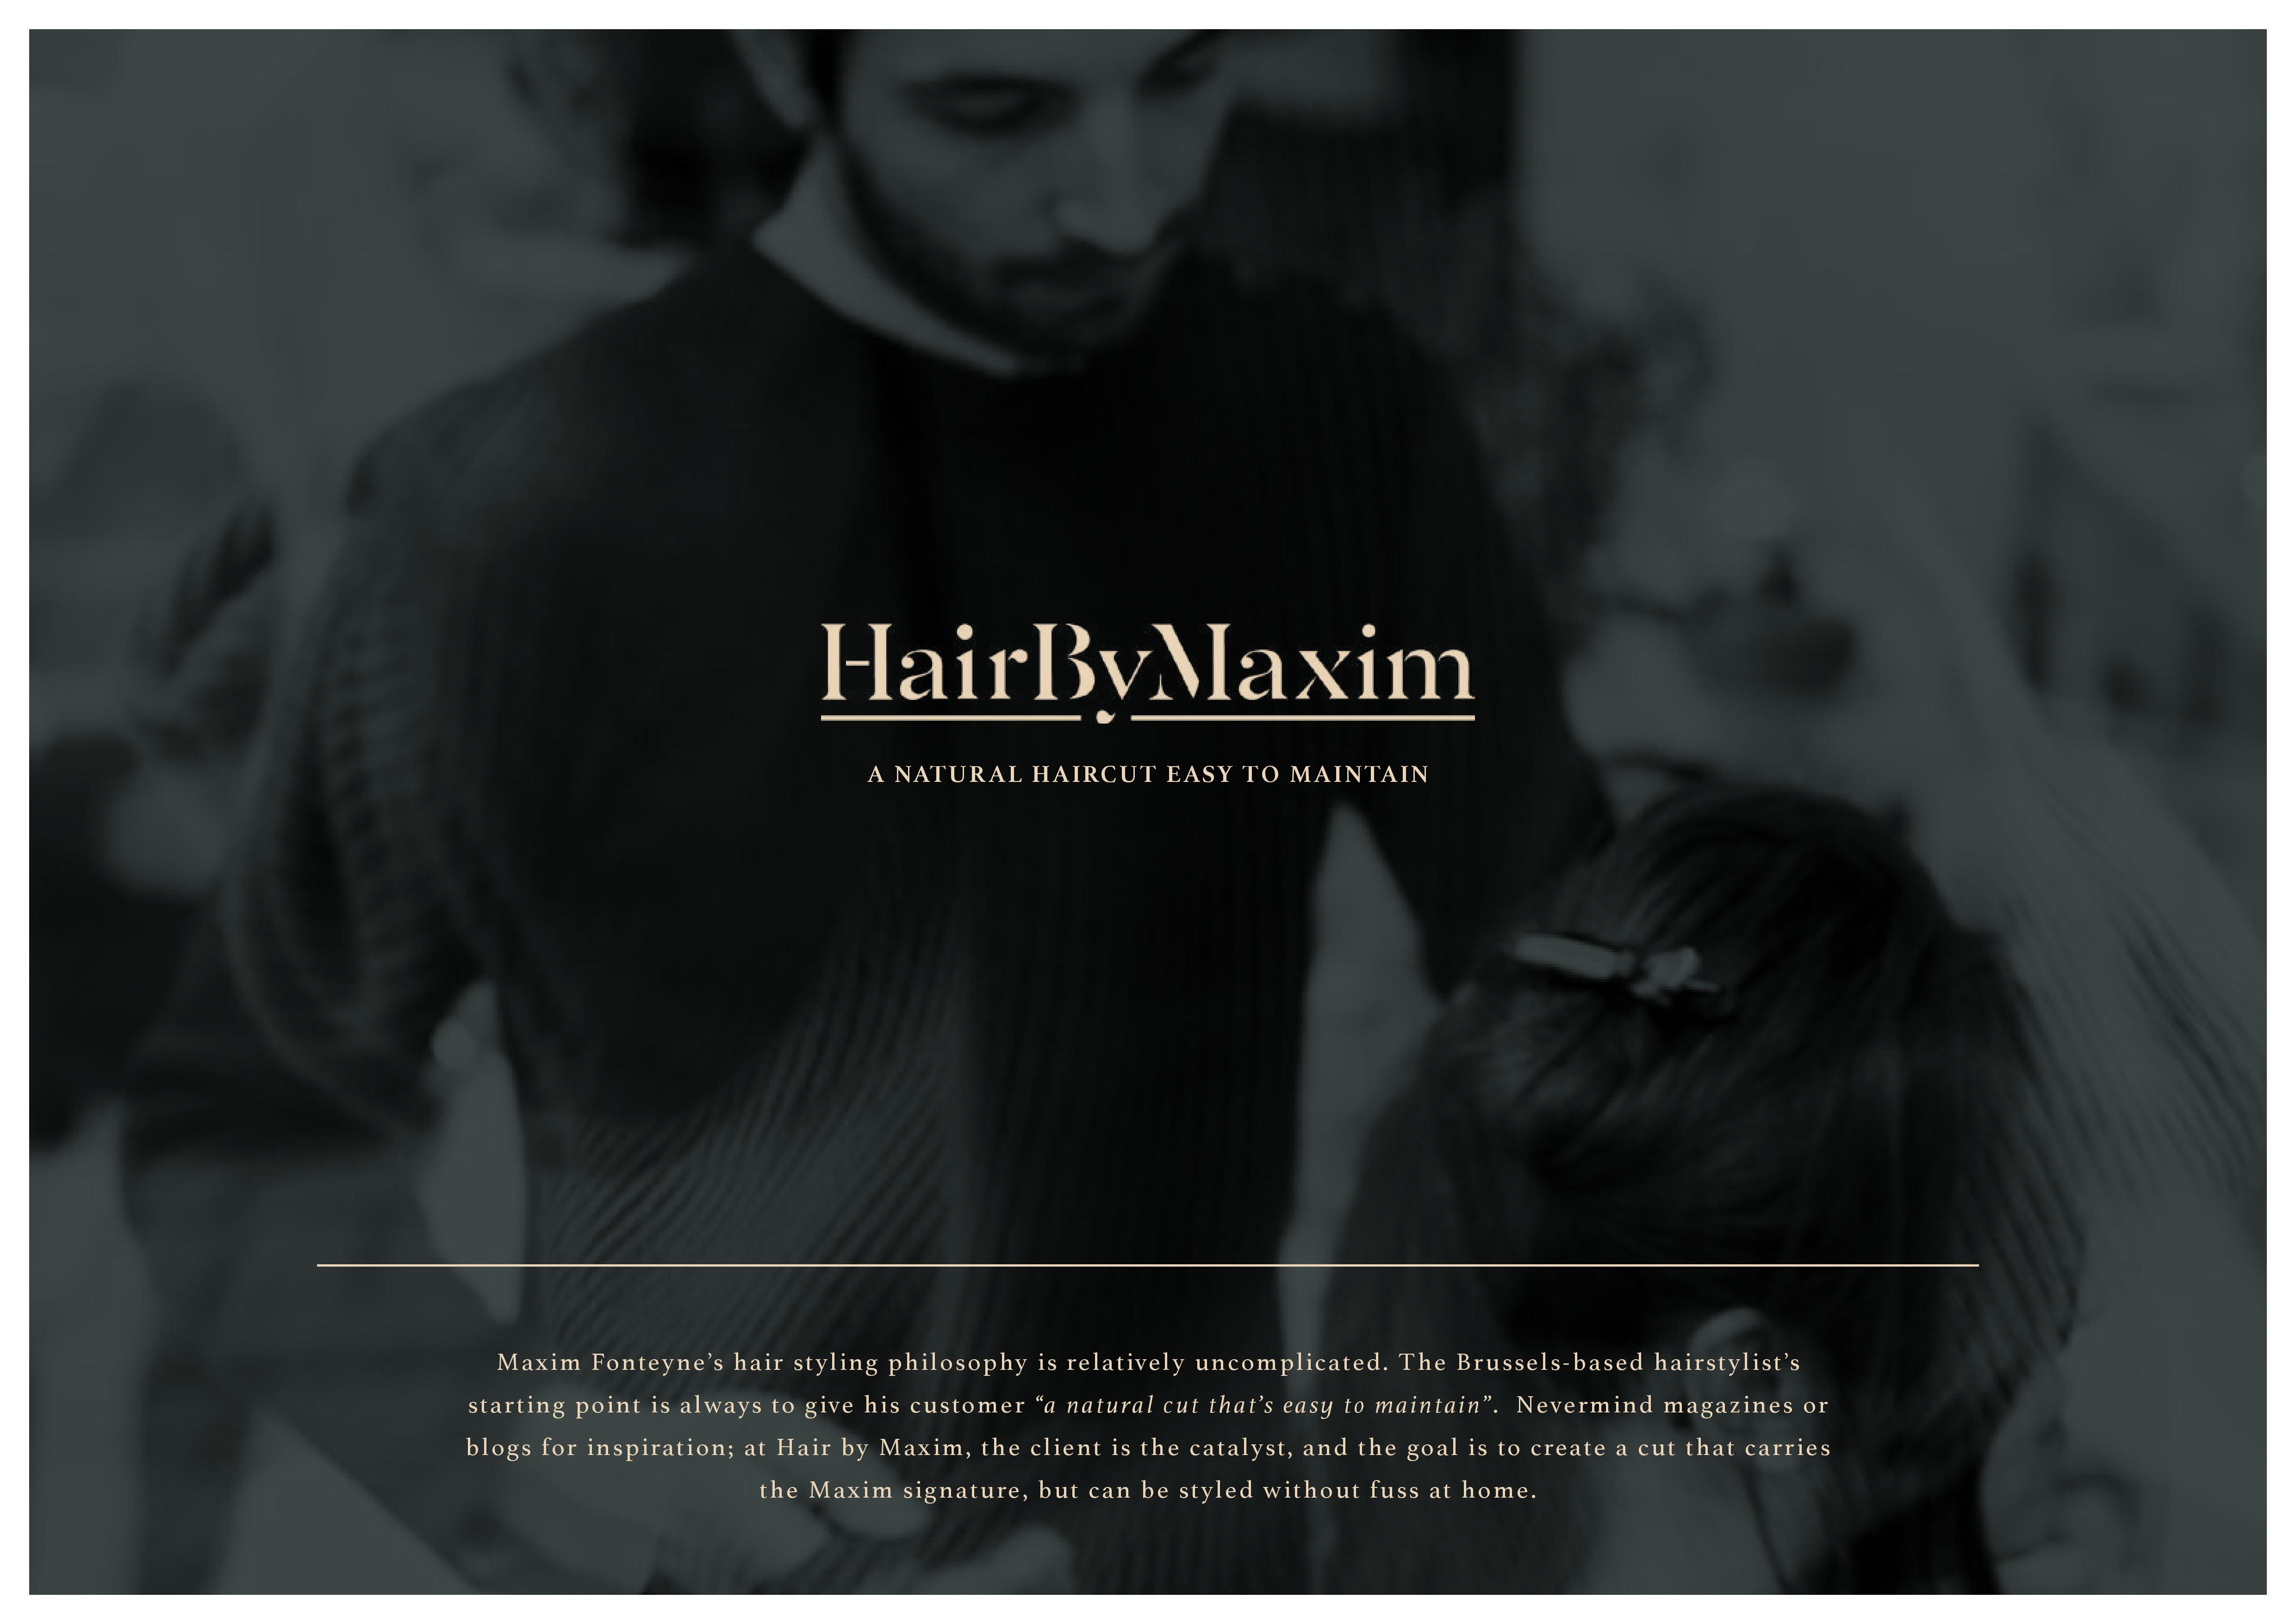 HairByMaxim
A NATURAL HAIRCUT EASY TO MAINTAIN
Maxim Fonteyne’s hair styling philosophy is relatively uncomplicated. The Brussels-based hairstylist’s
starting point is always to give his customer “a natural cut that’s easy to maintain”.  Nevermind magazines or
blogs for inspiration; at Hair by Maxim, the client is the catalyst, and the goal is to create a cut that carries
the Maxim signature, but can be styled without fuss at home.